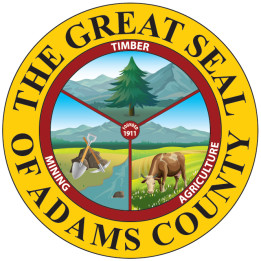 THE GREAT SEAL
OF ADAMS COUNTY
TIMBER
FOUNDED
1911
MINING
AGRICULTURE